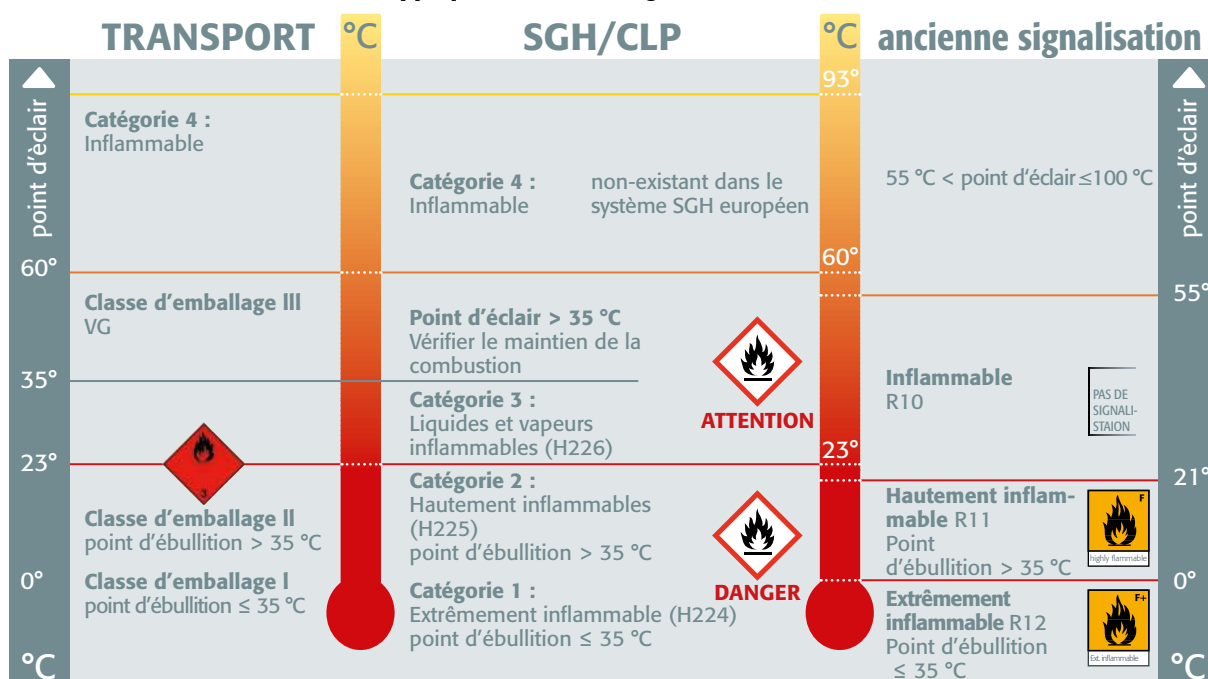 TRANSPORT
°C
SGH/CLP
°C
ancienne signalisation
point d'èclair
60°
35°
23°
0°
°C
Catégorie 4 :
Inflammable
Classe d'emballage lll
VG
3
Classe d'emballage ll
point d'ébullition > 35 °C
Classe d'emballage l
point d'ébullition ≤ 35 °C
Catégorie 4 :
Inflammable
non-existant dans le
système SGH européen
Point d'éclair > 35 °C
Vérifier le maintien de la
combustion
Catégorie 3 :
Liquides et vapeurs
inflammables (H226)
ATTENTION
Catégorie 2 :
Hautement inflammables
(H225)
point d'ébullition > 35 °C
Catégorie 1 :
Extrêmement inflammable (H224)
point d'ébullition ≤ 35 °C
DANGER
93°
60°
23°
55 °C < point d'éclair ≤100 °C
Inflammable
R10
PAS DE
SIGNALI-
STAION
Hautement inflam-
mable R11
Point
d'ébullition > 35 °C
F
highly flammable
Extrêmement
inflammable R12
Point d'ébullition
≤ 35 °C
F+
Ext. inflammable
point d'èclair
55°
21°
0°
°C